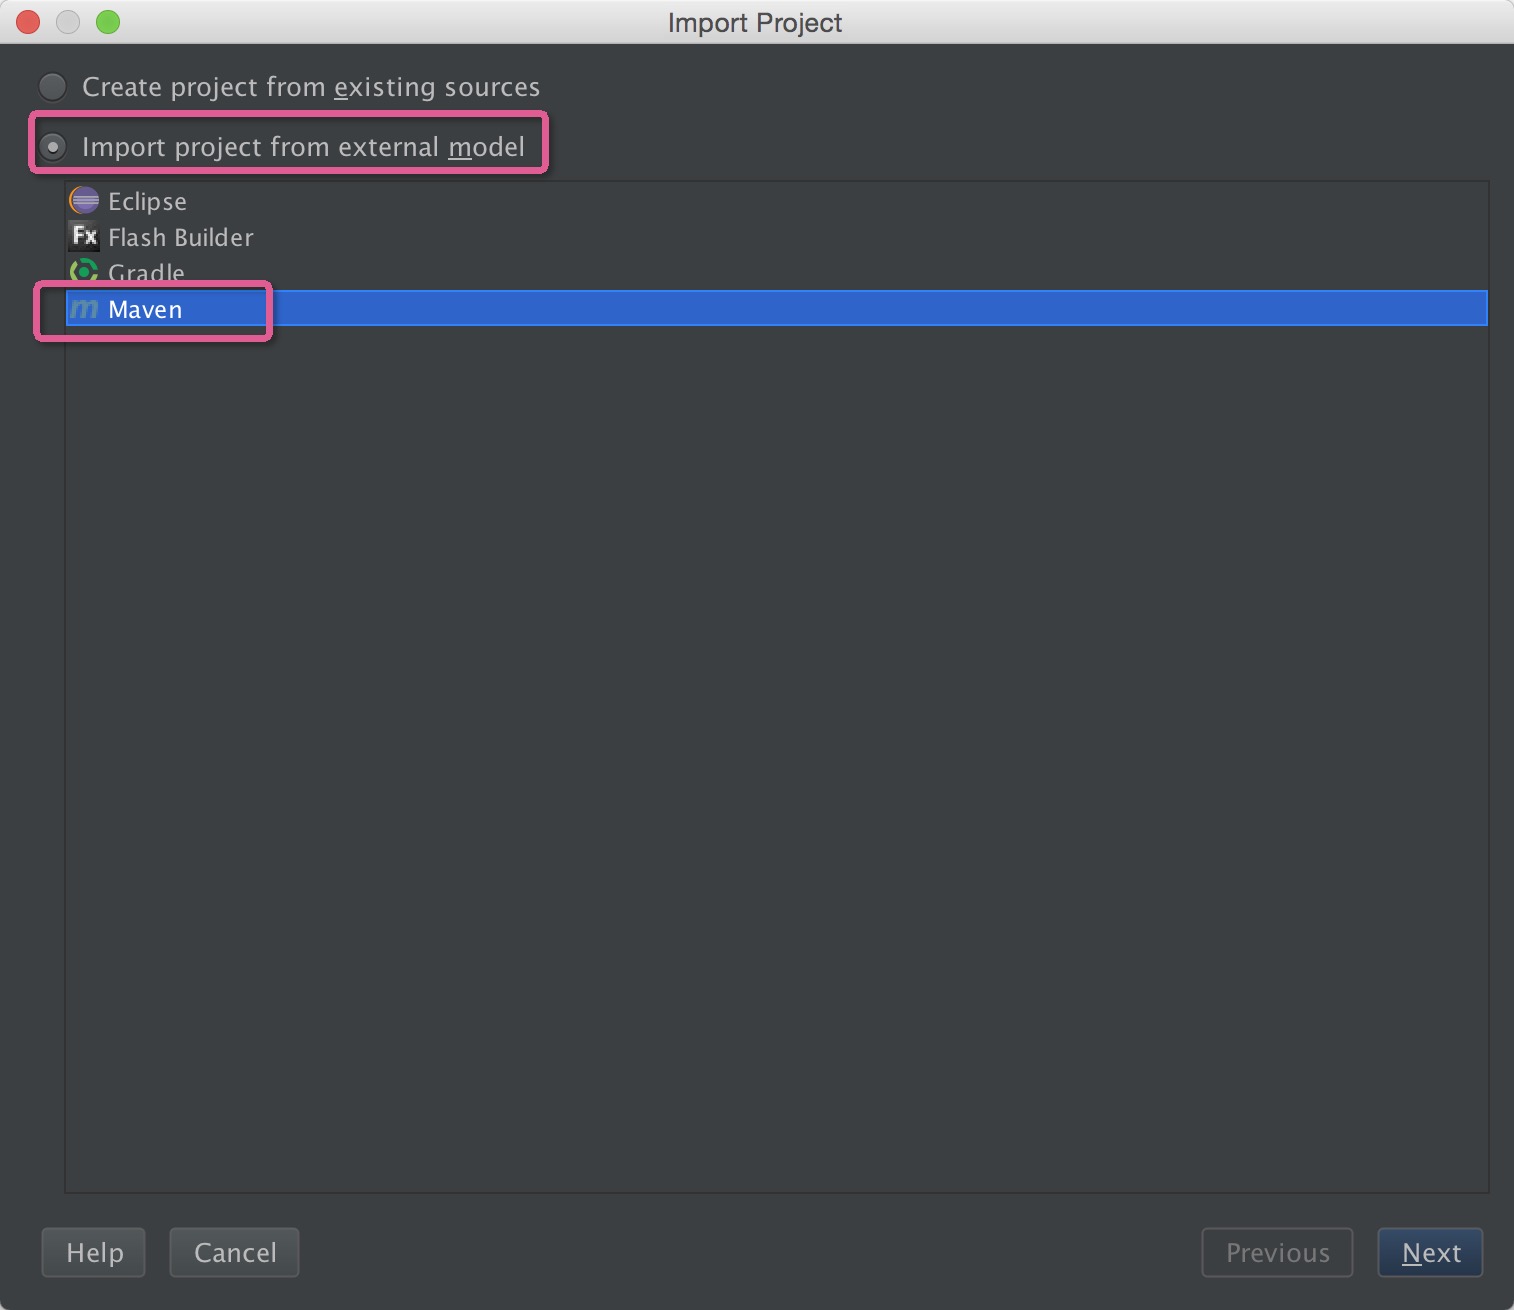 Import Project
Create project from existing sources
Import project from external model
Eclipse
Fx Flash Builder
Gradle
m Maven
Help Cancel Previous Next